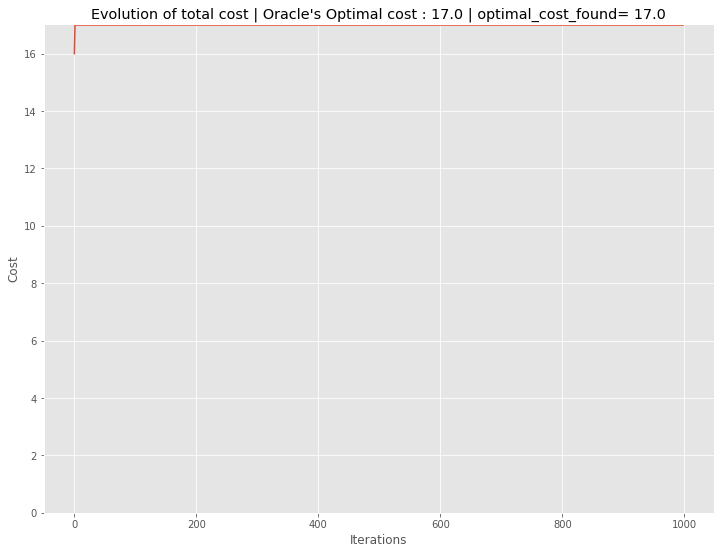 Evolution of total cost | Oracle's Optimal cost : 17.0 | optimal_cost_found= 17.0
16
14
12
10
8
6
4
2
0
Cost
0 200 400 600 800 1000
Iterations